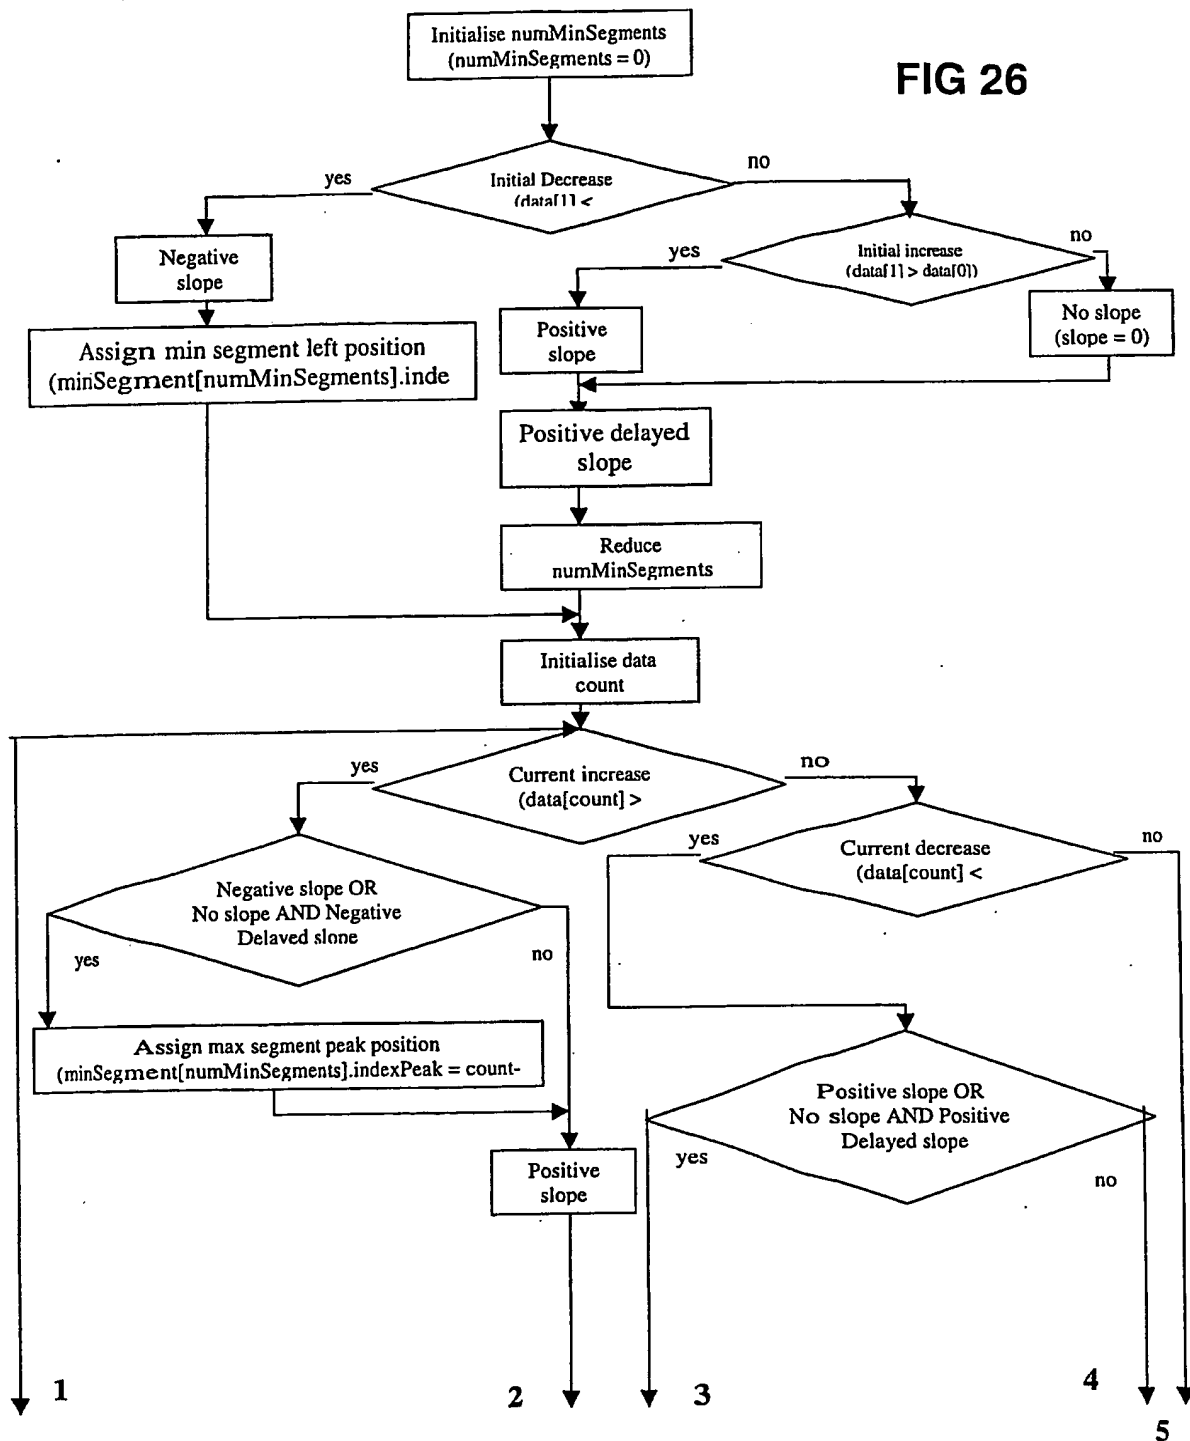 Initialise numMinSegments
(numMinSegments = 0)
FIG 26
Initial Decrease
(data[1] <
yes
no
Negative
slope
Initial increase
(data[1] > data[0])
yes
no
Assign min segment left position
(minSegment[numMinSegments].inde
Positive
slope
No slope
(slope = 0)
Positive delayed
slope
Reduce
numMinSegments
Initialise data
count
Current increase
(data[count] >
yes
no
Current decrease
(data[count] <
yes
no
Negative slope OR
No slope AND Negative
Delayed slope
yes
no
Assign max segment peak position
(minSegment[numMinSegments].indexPeak = count-
Positive slope OR
No slope AND Positive
Delayed slope
yes
no
Positive
slope
1
2
3
4
5